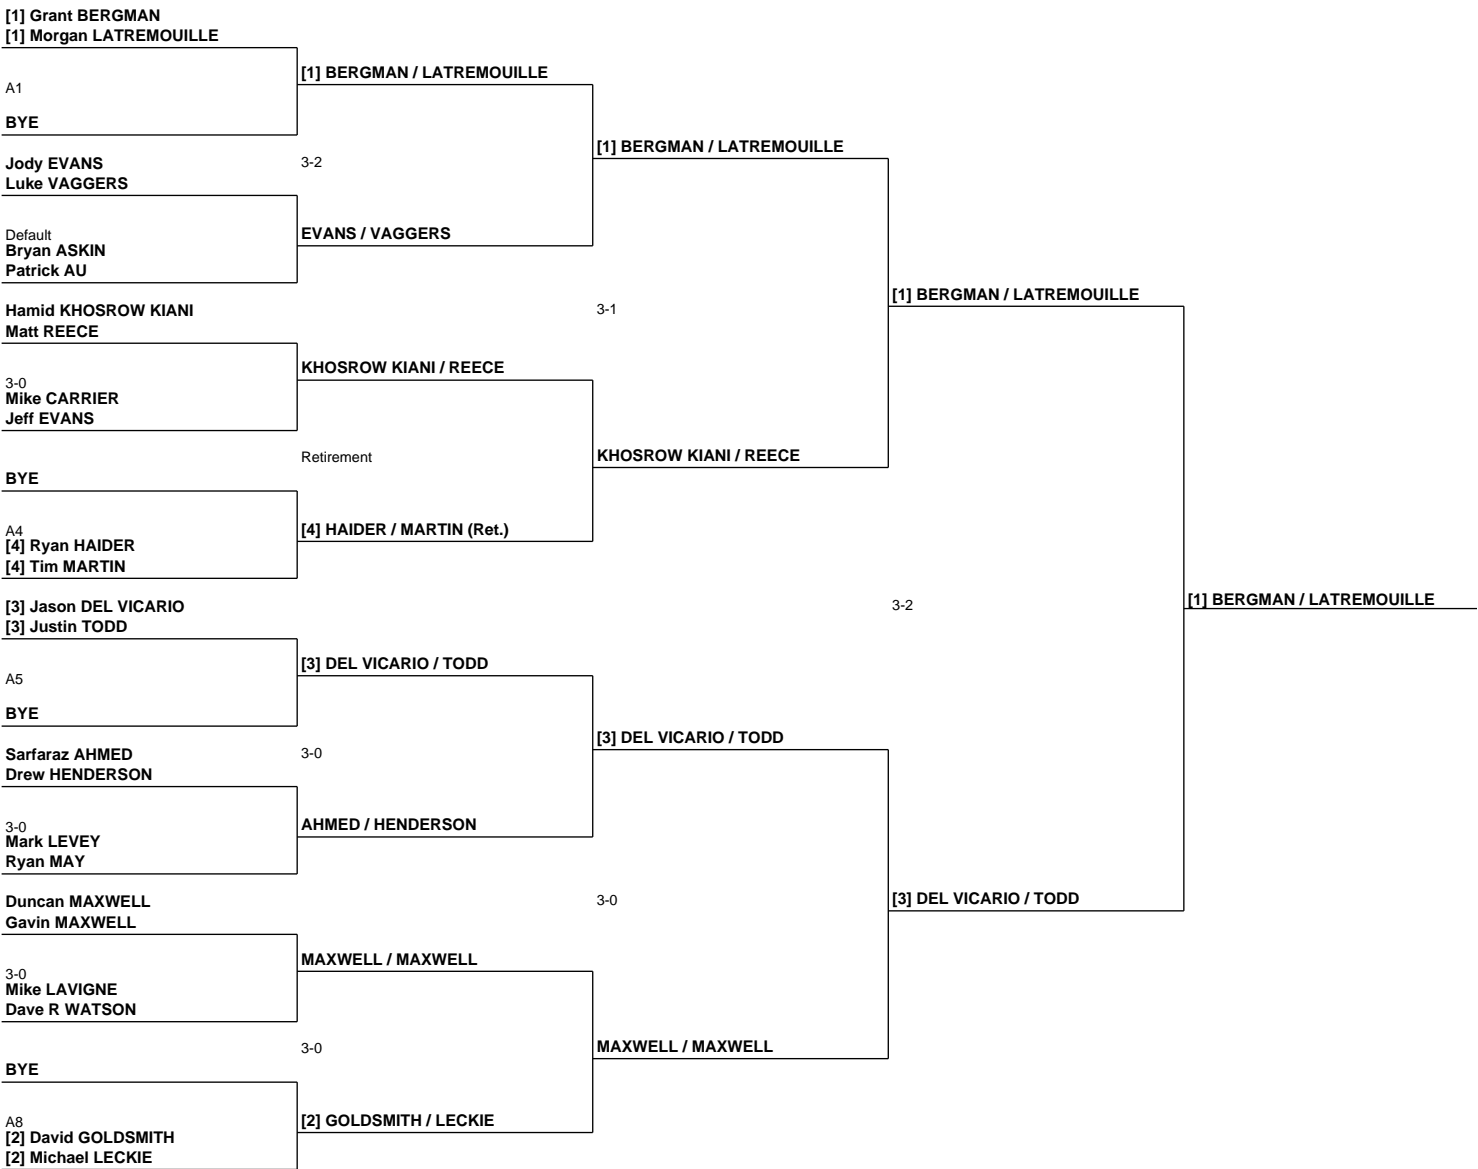 [1] Grant BERGMAN
[1] Morgan LATREMOUILLE
A1
BYE
Jody EVANS
Luke VAGGERS
Default
Bryan ASKIN
Patrick AU
Hamid KHOSROW KIANI
Matt REECE
3-0
Mike CARRIER
Jeff EVANS
BYE
A4
[4] Ryan HAIDER
[4] Tim MARTIN
[3] Jason DEL VICARIO
[3] Justin TODD
A5
BYE
Sarfaraz AHMED
Drew HENDERSON
3-0
Mark LEVEY
Ryan MAY
Duncan MAXWELL
Gavin MAXWELL
3-0
Mike LAVIGNE
Dave R WATSON
BYE
A8
[2] David GOLDSMITH
[2] Michael LECKIE
[1] BERGMAN / LATREMOUILLE
3-2
EVANS / VAGGERS
KHOSROW KIANI / REECE
Retirement
[4] HAIDER / MARTIN (Ret.)
[3] DEL VICARIO / TODD
3-0
AHMED / HENDERSON
MAXWELL / MAXWELL
3-0
[2] GOLDSMITH / LECKIE
[1] BERGMAN / LATREMOUILLE
3-1
KHOSROW KIANI / REECE
[3] DEL VICARIO / TODD
3-0
MAXWELL / MAXWELL
[1] BERGMAN / LATREMOUILLE
3-2
[3] DEL VICARIO / TODD
[1] BERGMAN / LATREMOUILLE